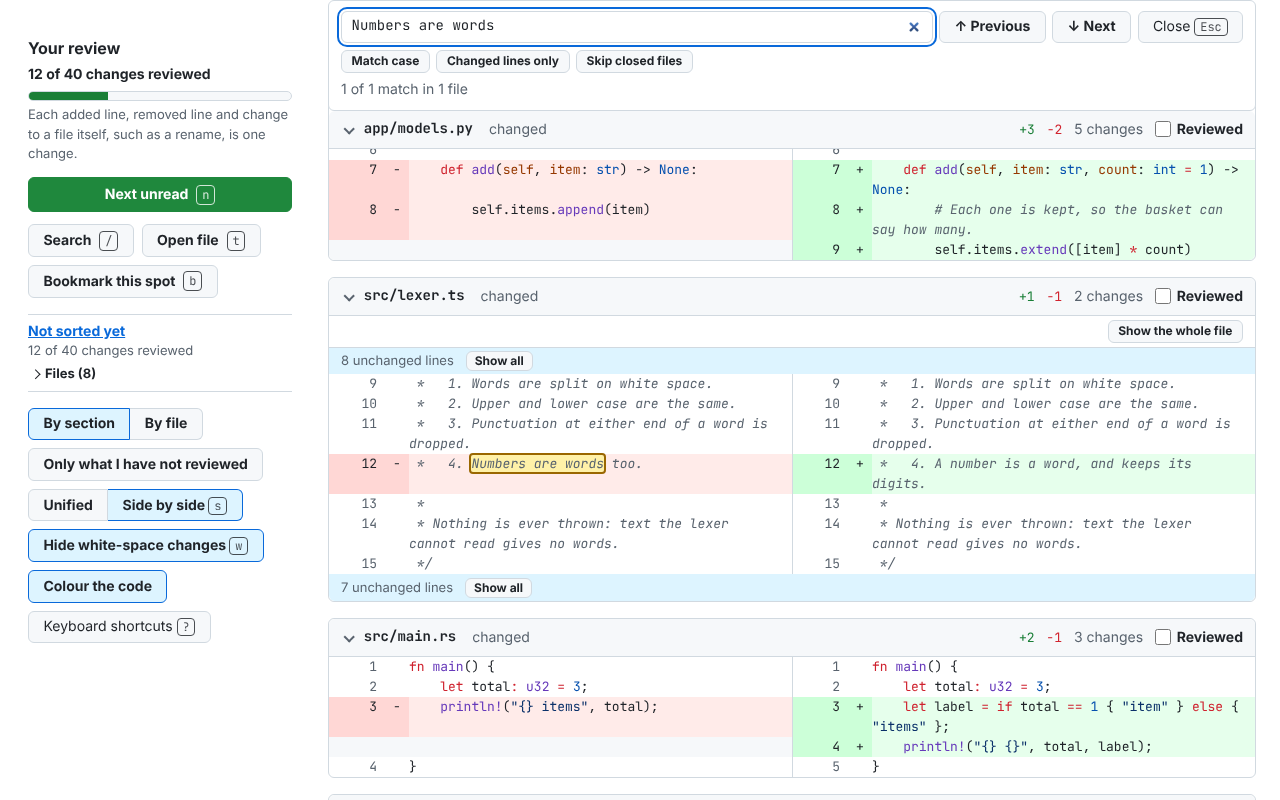 Your review
12 of 40 changes reviewed
Each added line, removed line and change
to a file itself, such as a rename, is one
change.
Next unread n
Search /
Open file t
Bookmark this spot b
Not sorted yet
12 of 40 changes reviewed
Files (8)
By section
By file
Only what I have not reviewed
Unified
Side by side s
Hide white-space changes w
Colour the code
Keyboard shortcuts ?
Numbers are words
↑ Previous
↓ Next
Close Esc
Match case
Changed lines only
Skip closed files
1 of 1 match in 1 file
app/models.py changed +3 -2 5 changes Reviewed
7 - def add(self, item: str) -> None:
8 - self.items.append(item)
7 + def add(self, item: str, count: int = 1) ->
None:
8 + # Each one is kept, so the basket can
say how many.
9 + self.items.extend([item] * count)
src/lexer.ts changed +1 -1 2 changes Reviewed
Show the whole file
8 unchanged lines Show all
9 * 1. Words are split on white space.
10 * 2. Upper and lower case are the same.
11 * 3. Punctuation at either end of a word is
dropped.
12 - * 4. Numbers are words too.
13 *
14 * Nothing is ever thrown: text the lexer
cannot read gives no words.
15 */
9 * 1. Words are split on white space.
10 * 2. Upper and lower case are the same.
11 * 3. Punctuation at either end of a word is
dropped.
12 + * 4. A number is a word, and keeps its
digits.
13 *
14 * Nothing is ever thrown: text the lexer
cannot read gives no words.
15 */
7 unchanged lines Show all
src/main.rs changed +2 -1 3 changes Reviewed
1 fn main() {
2 let total: u32 = 3;
3 - println!("{} items", total);
4 }
1 fn main() {
2 let total: u32 = 3;
3 + let label = if total == 1 { "item" } else {
"items" };
4 + println!("{} {}", total, label);
5 }